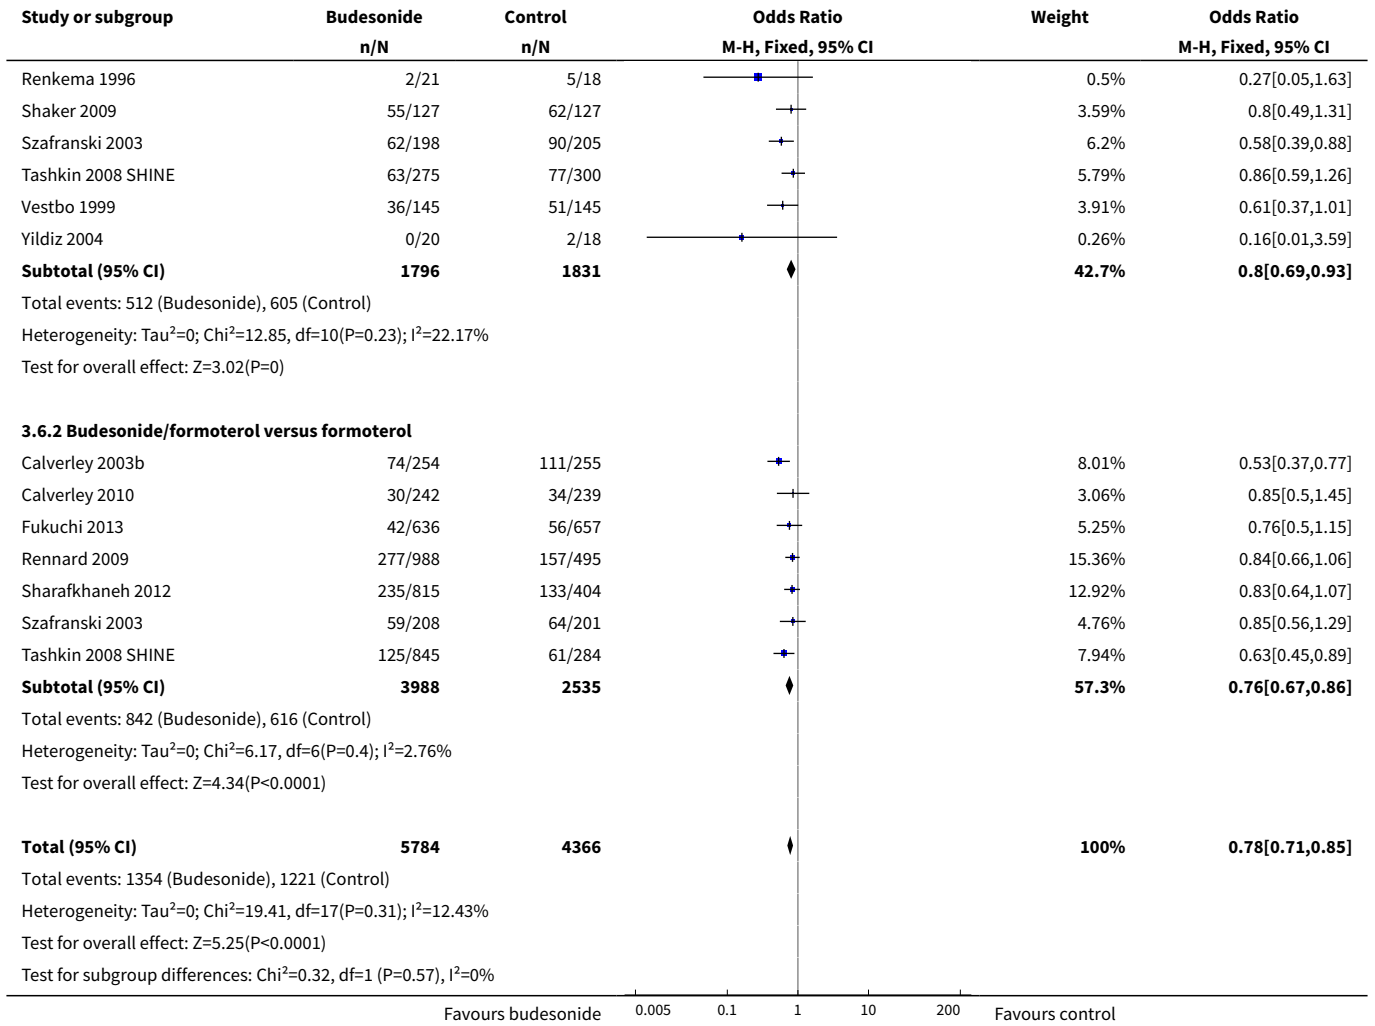 Study or subgroup Budesonide Control Odds Ratio Weight Odds Ratio
n/N n/N M-H, Fixed, 95% CI M-H, Fixed, 95% CI
Renkema 1996 2/21 5/18 0.5% 0.27[0.05,1.63]
Shaker 2009 55/127 62/127 3.59% 0.8[0.49,1.31]
Szafranski 2003 62/198 90/205 6.2% 0.58[0.39,0.88]
Tashkin 2008 SHINE 63/275 77/300 5.79% 0.86[0.59,1.26]
Vestbo 1999 36/145 51/145 3.91% 0.61[0.37,1.01]
Yildiz 2004 0/20 2/18 0.26% 0.16[0.01,3.59]
Subtotal (95% CI) 1796 1831 42.7% 0.8[0.69,0.93]
Total events: 512 (Budesonide), 605 (Control)
Heterogeneity: Tau²=0; Chi²=12.85, df=10(P=0.23); I²=22.17%
Test for overall effect: Z=3.02(P=0)
3.6.2 Budesonide/formoterol versus formoterol
Calverley 2003b 74/254 111/255 8.01% 0.53[0.37,0.77]
Calverley 2010 30/242 34/239 3.06% 0.85[0.5,1.45]
Fukuchi 2013 42/636 56/657 5.25% 0.76[0.5,1.15]
Rennard 2009 277/988 157/495 15.36% 0.84[0.66,1.06]
Sharafkhaneh 2012 235/815 133/404 12.92% 0.83[0.64,1.07]
Szafranski 2003 59/208 64/201 4.76% 0.85[0.56,1.29]
Tashkin 2008 SHINE 125/845 61/284 7.94% 0.63[0.45,0.89]
Subtotal (95% CI) 3988 2535 57.3% 0.76[0.67,0.86]
Total events: 842 (Budesonide), 616 (Control)
Heterogeneity: Tau²=0; Chi²=6.17, df=6(P=0.4); I²=2.76%
Test for overall effect: Z=4.34(P<0.0001)
Total (95% CI) 5784 4366 100% 0.78[0.71,0.85]
Total events: 1354 (Budesonide), 1221 (Control)
Heterogeneity: Tau²=0; Chi²=19.41, df=17(P=0.31); I²=12.43%
Test for overall effect: Z=5.25(P<0.0001)
Test for subgroup differences: Chi²=0.32, df=1 (P=0.57), I²=0%
Favours budesonide 0.005 0.1 1 10 200 Favours control